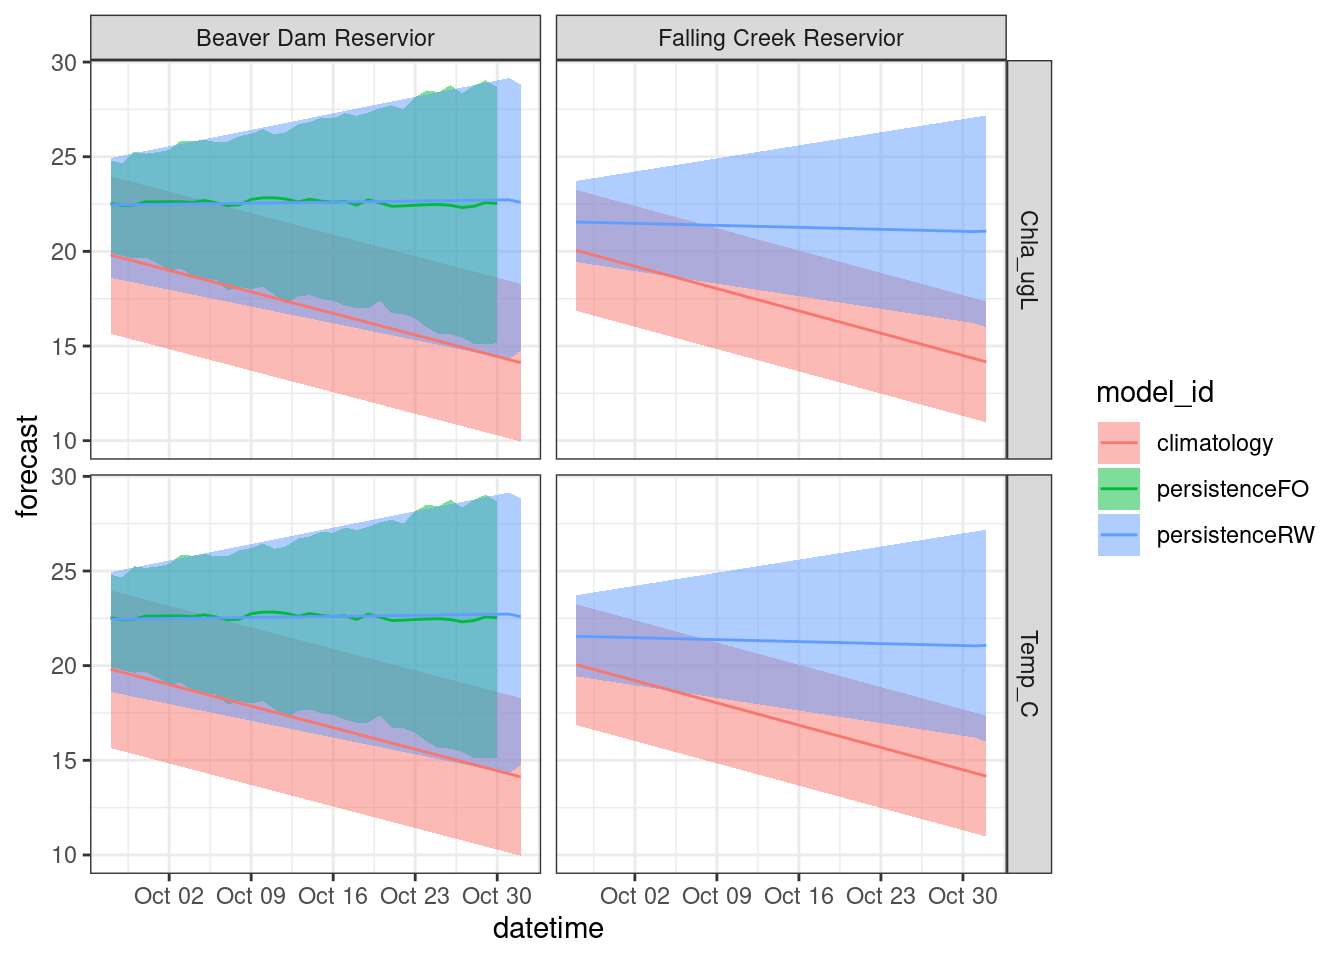 Beaver Dam Reservior
Falling Creek Reservior
30
25
20
15
10
Chla_ugL
30
25
20
15
10
Temp_C
forecast
Oct 02 Oct 09 Oct 16 Oct 23 Oct 30
Oct 02 Oct 09 Oct 16 Oct 23 Oct 30
datetime
model_id
climatology
persistenceFO
persistenceRW